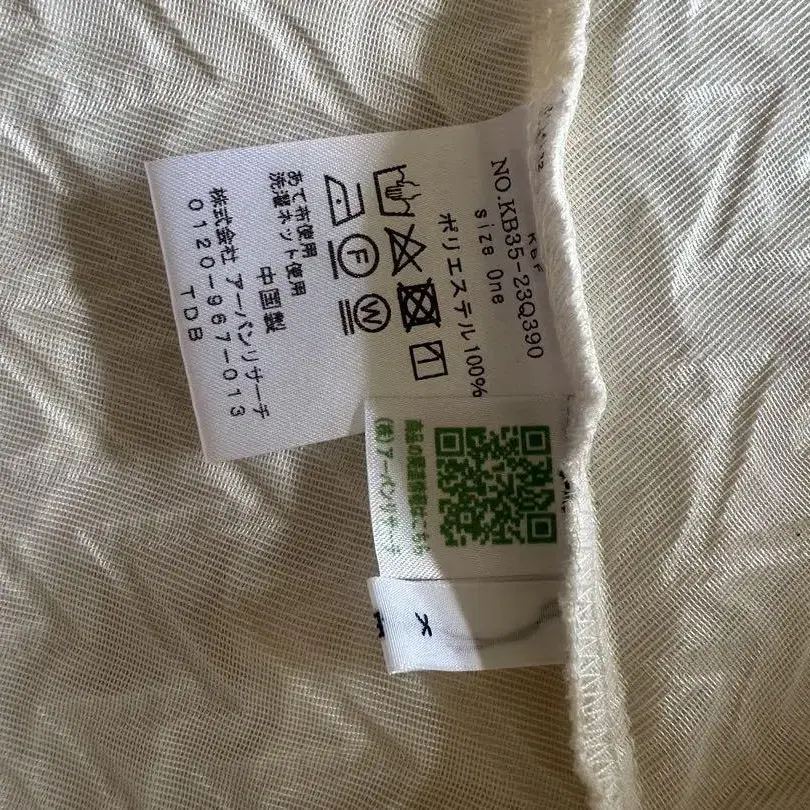 KBF
NO.KB35-23Q390
size One
ポリエステル100%
F
W
あて布使用
洗濯ネット使用
中国製
株式会社 アーバンリサーチ
0120-967-013
TDB
商品の環境情報はこちら
(株)アーバンリサーチ